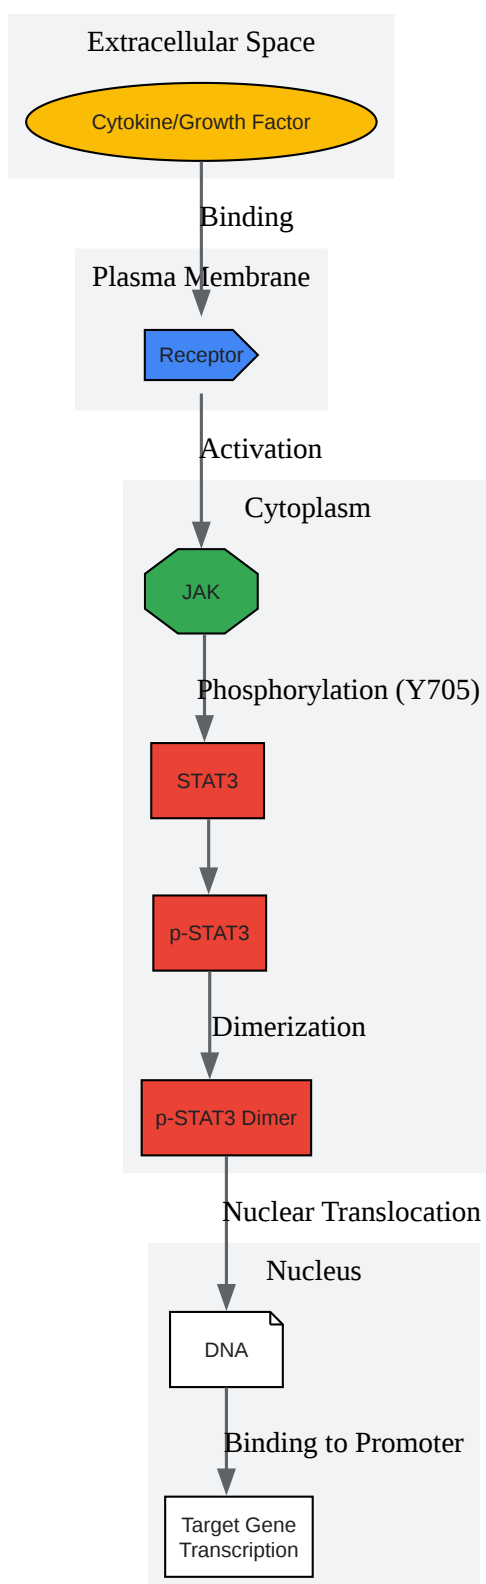 Extracellular Space
Cytokine/Growth Factor
Binding
Plasma Membrane
Receptor
Activation
Cytoplasm
JAK
Phosphorylation (Y705)
STAT3
p-STAT3
Dimerization
p-STAT3 Dimer
Nuclear Translocation
Nucleus
DNA
Binding to Promoter
Target Gene
Transcription